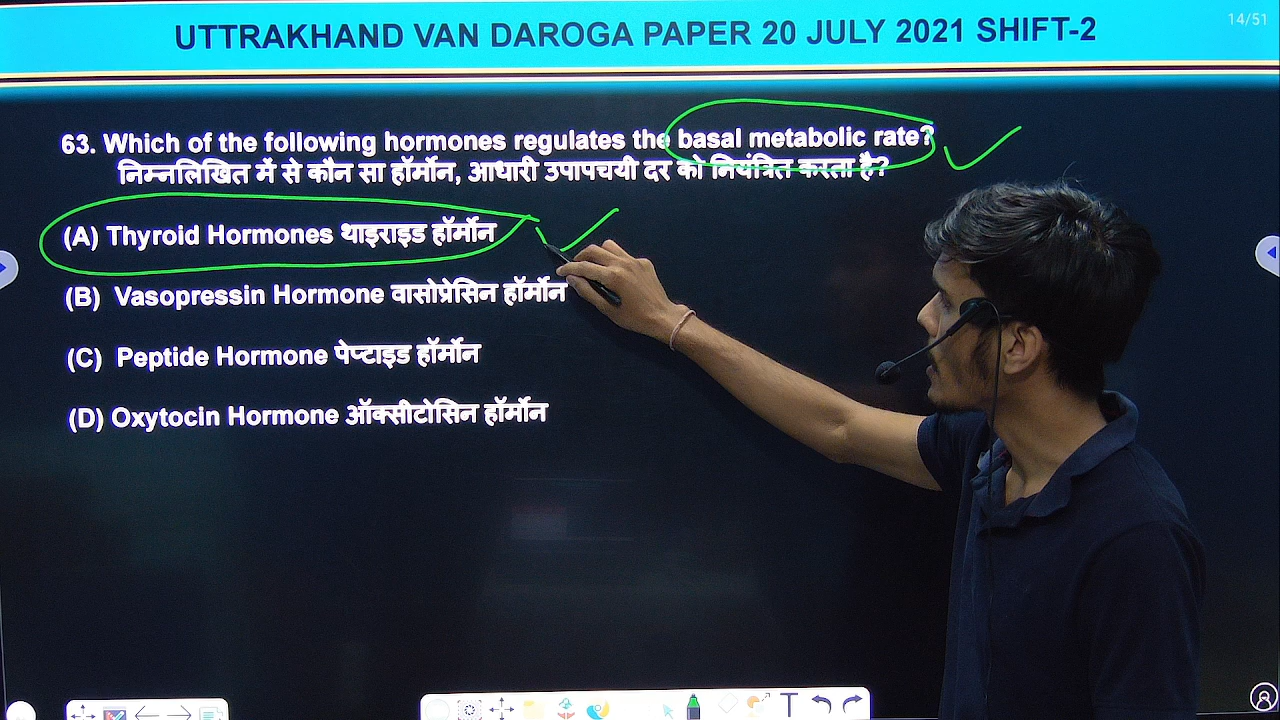 14/51
UTTRAKHAND VAN DAROGA PAPER 20 JULY 2021 SHIFT-2
63. Which of the following hormones regulates the basal metabolic rate?
निम्नलिखित में से कौन सा हॉर्मोन, आधारी उपापचयी दर को नियंत्रित करता है?
(A) Thyroid Hormones थाइराइड हॉर्मोन
(B) Vasopressin Hormone वासोप्रेसिन हॉर्मोन
(C) Peptide Hormone पेप्टाइड हॉर्मोन
(D) Oxytocin Hormone ऑक्सीटोसिन हॉर्मोन
T